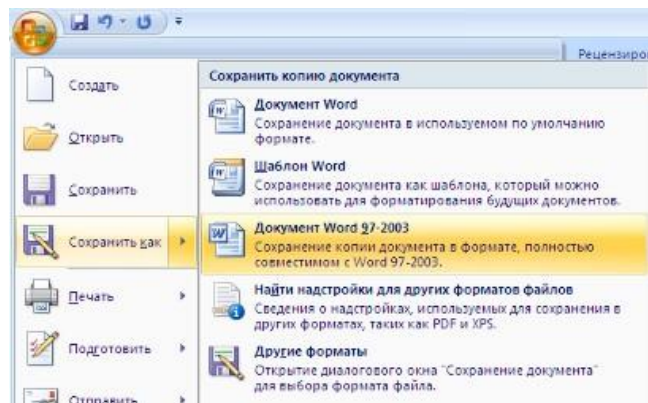 Рецензиро
Создать
Открыть
Сохранить
Сохранить как
Печать
Подготовить
Отправить
Сохранить копию документа
Документ Word
Сохранение документа в используемом по умолчанию
формате.
Шаблон Word
Сохранение документа как шаблона, который можно
использовать для форматирования будущих документов.
Документ Word 97-2003
Сохранение копии документа в формате, полностью
совместимом с Word 97-2003.
Найти надстройки для других форматов файлов
Сведения о надстройках, используемых для сохранения в
других форматах, таких как PDF и XPS.
Другие форматы
Открытие диалогового окна "Сохранение документа"
для выбора формата файла.